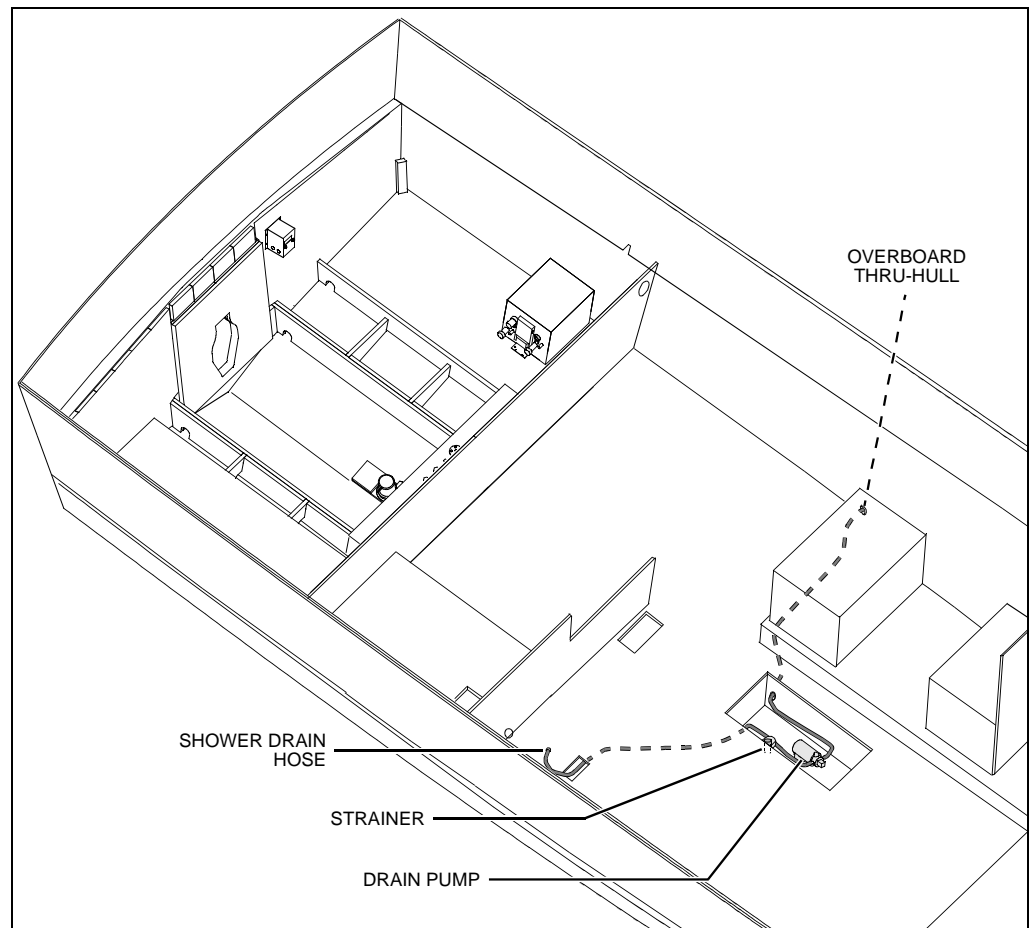 OVERBOARD
THRU-HULL
SHOWER DRAIN
HOSE
STRAINER
DRAIN PUMP